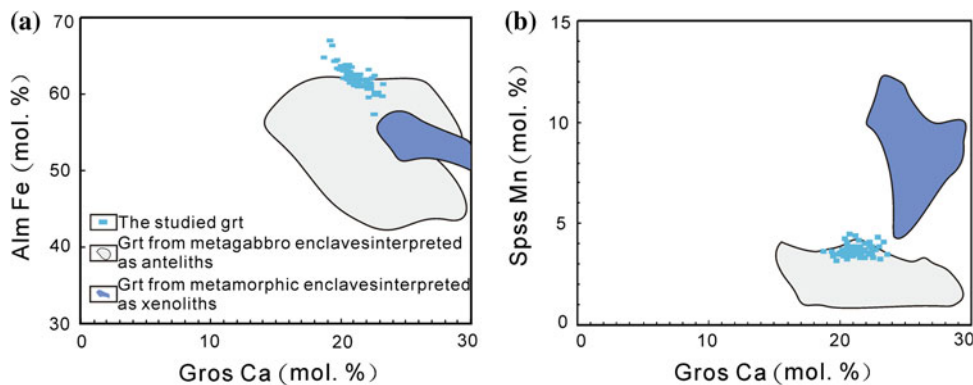 (a)
70
60
50
40
30
Alm Fe (mol. %)
The studied grt
Grt from metagabbro enclavesinterpreted
as anteliths
Grt from metamorphic enclavesinterpreted
as xenoliths
0 10 20 30
Gros Ca (mol. %)
(b)
15
10
5
0
Spss Mn (mol. %)
0 10 20 30
Gros Ca (mol. %)